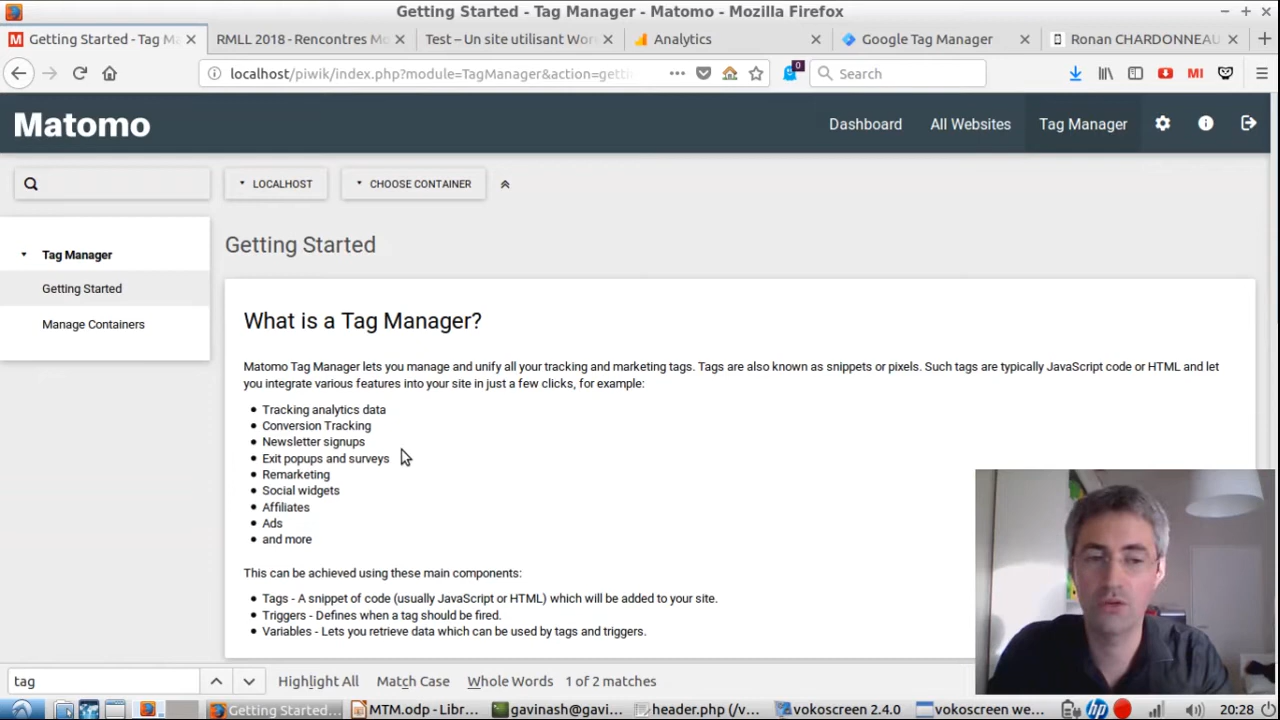 Getting Started - Tag Manager - Matomo - Mozilla Firefox
Getting Started - Tag M
RMLL 2018 - Rencontres Mo
Test – Un site utilisant Wor
Analytics
Google Tag Manager
Ronan CHARDONNEAU
localhost/piwik/index.php?module=TagManager&action=getti
Search
0
MI
Matomo
Dashboard
All Websites
Tag Manager
LOCALHOST
CHOOSE CONTAINER
Tag Manager
Getting Started
Manage Containers
Getting Started
What is a Tag Manager?
Matomo Tag Manager lets you manage and unify all your tracking and marketing tags. Tags are also known as snippets or pixels. Such tags are typically JavaScript code or HTML and let
you integrate various features into your site in just a few clicks, for example:
Tracking analytics data
Conversion Tracking
Newsletter signups
Exit popups and surveys
Remarketing
Social widgets
Affiliates
Ads
and more
This can be achieved using these main components:
Tags - A snippet of code (usually JavaScript or HTML) which will be added to your site.
Triggers - Defines when a tag should be fired.
Variables - Lets you retrieve data which can be used by tags and triggers.
tag
Highlight All
Match Case
Whole Words
1 of 2 matches
Getting Started...
MTM.odp - Libr...
gavinash@gavi...
header.php (/v...
vokoscreen 2.4.0
vokoscreen we...
hp
20:28